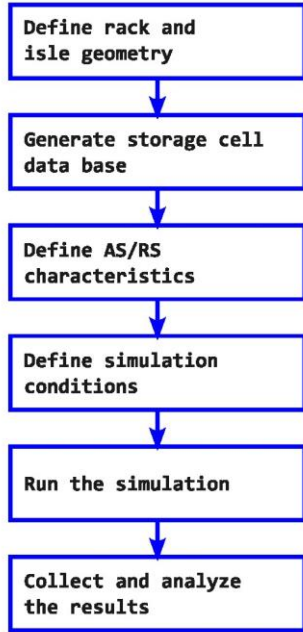 Define rack and
isle geometry
Generate storage cell
data base
Define AS/RS
characteristics
Define simulation
conditions
Run the simulation
Collect and analyze
the results